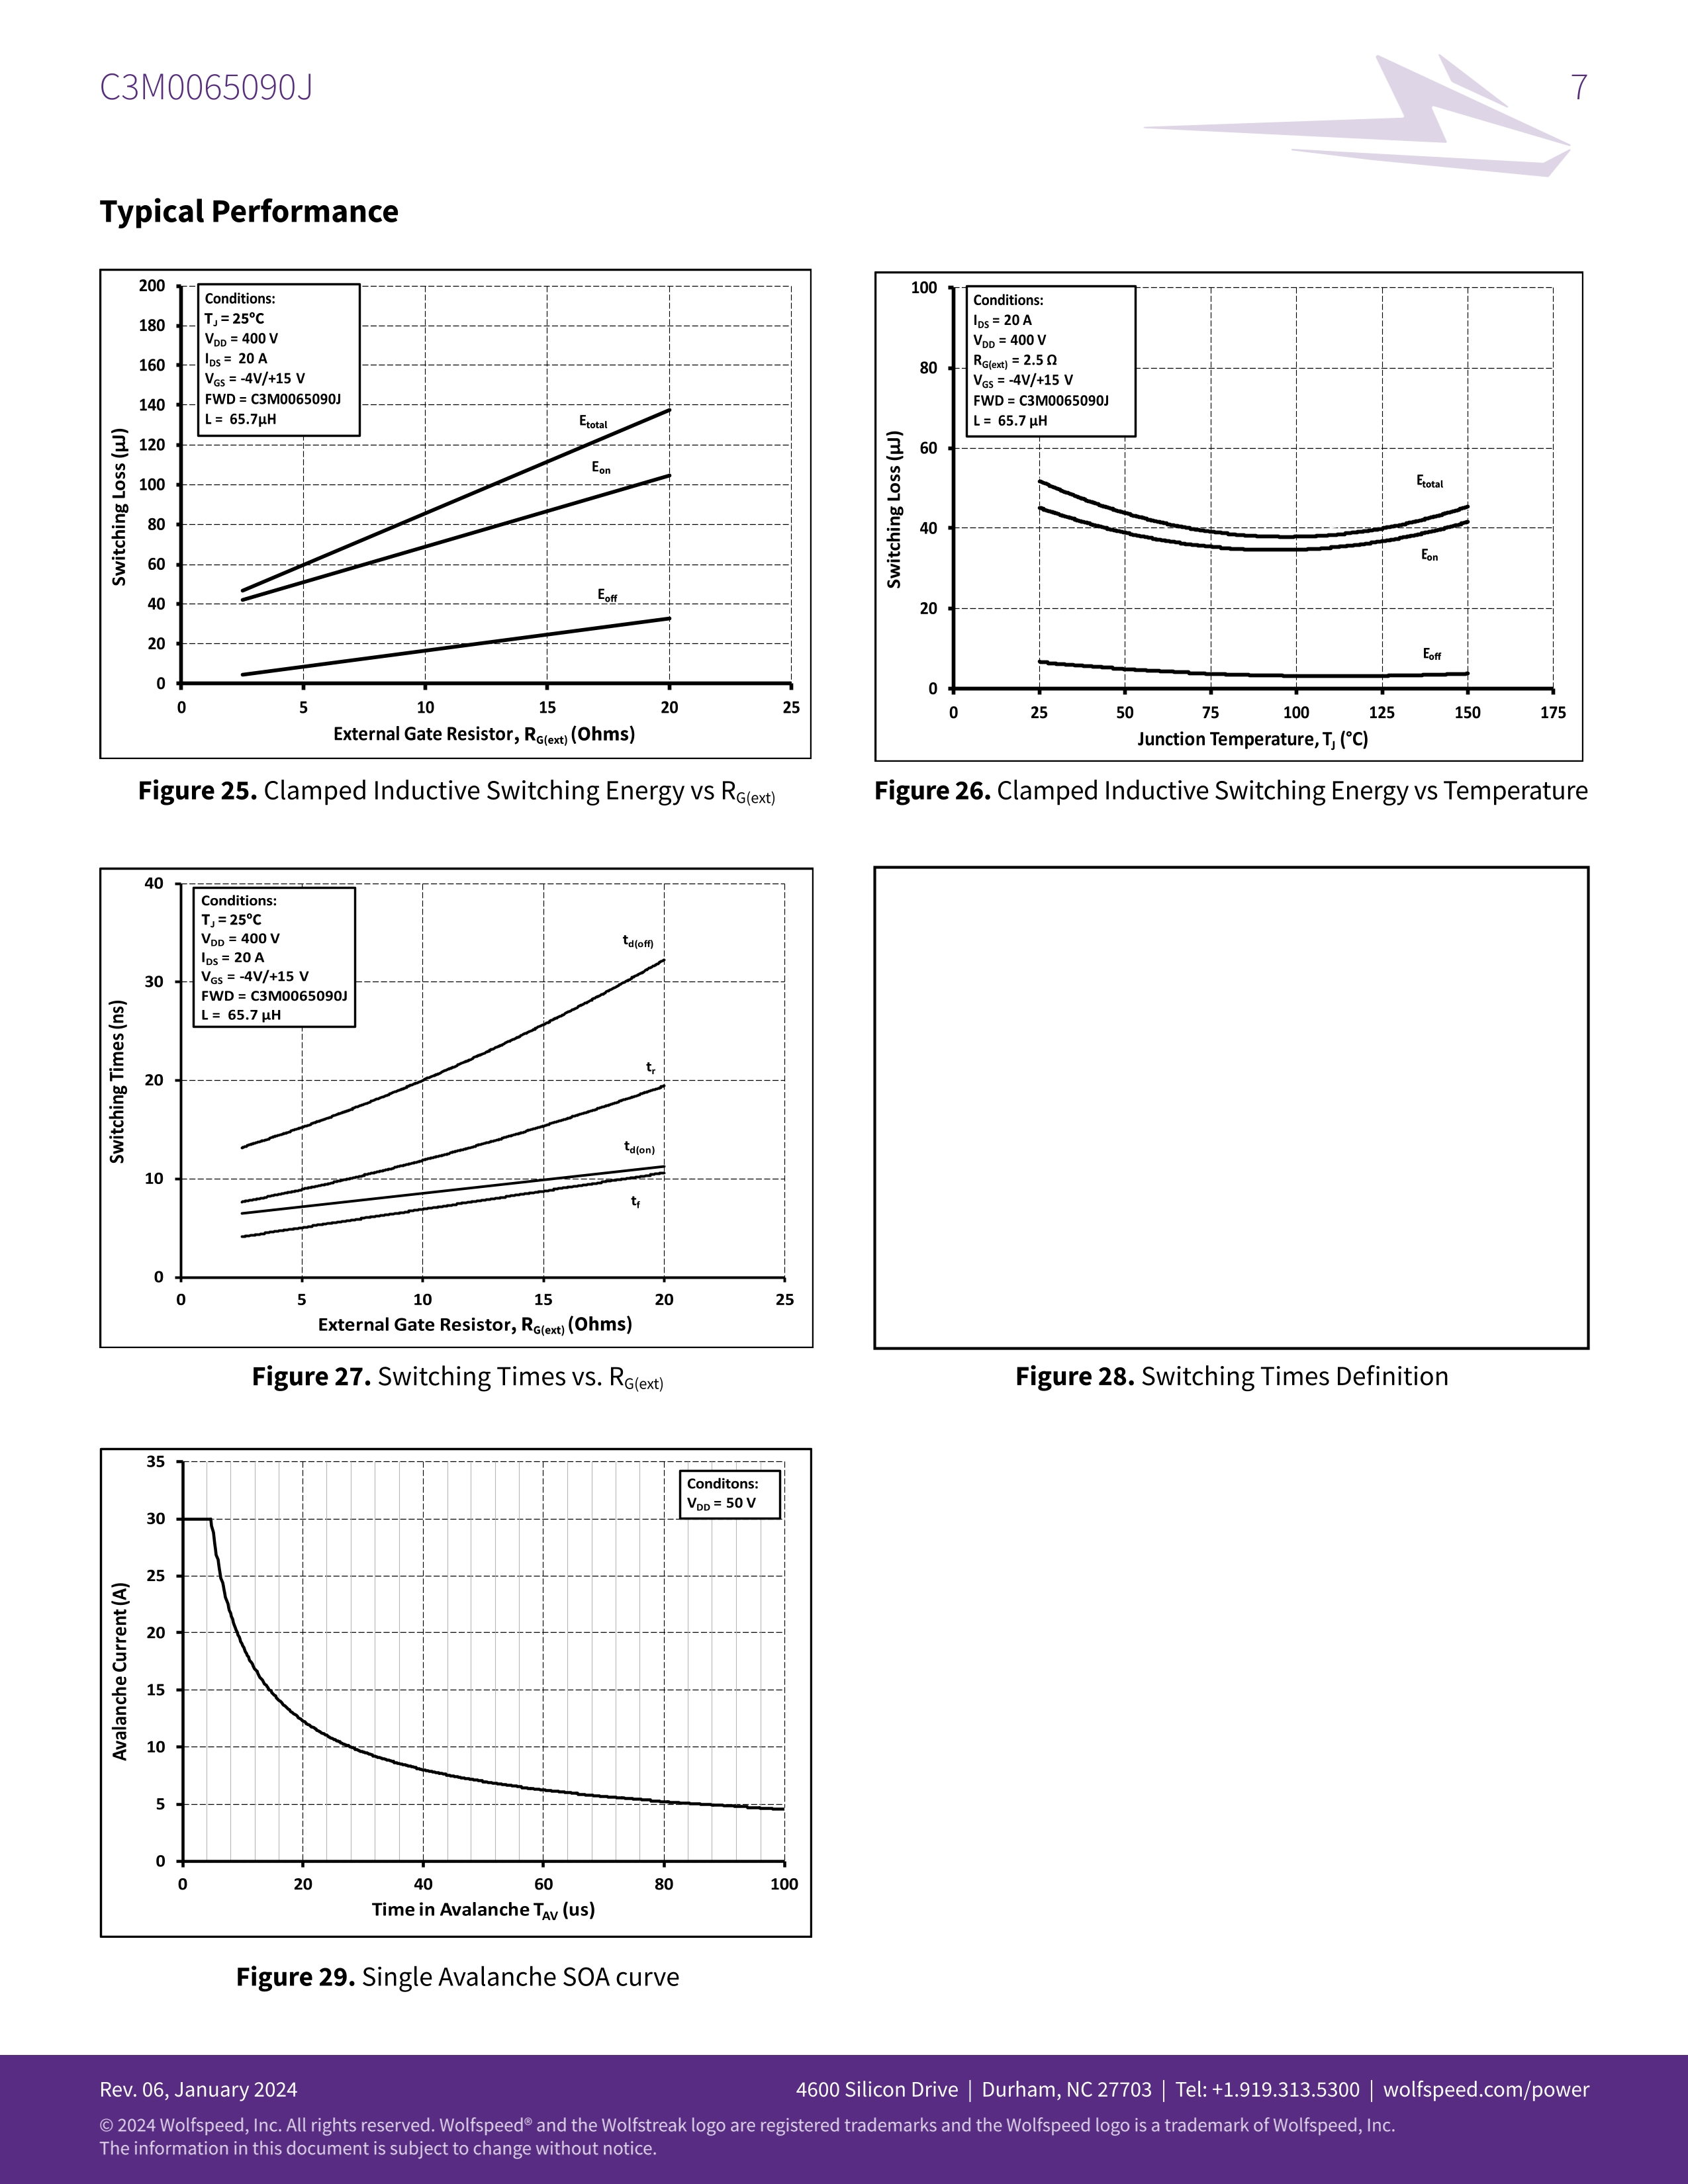 C3M0065090J
7
Typical Performance
200
180
160
140
120
100
80
60
40
20
0
Switching Loss (µJ)
Conditions:
TJ = 25°C
VDD = 400 V
IDS = 20 A
VGS = -4V/+15 V
FWD = C3M0065090J
L = 65.7µH
Etotal
Eon
Eoff
0 5 10 15 20 25
External Gate Resistor, RG(ext) (Ohms)
Figure 25. Clamped Inductive Switching Energy vs RG(ext)
100
80
60
40
20
0
Switching Loss (µJ)
Conditions:
IDS = 20 A
VDD = 400 V
RG(ext) = 2.5 Ω
VGS = -4V/+15 V
FWD = C3M0065090J
L = 65.7 µH
Etotal
Eon
Eoff
0 25 50 75 100 125 150 175
Junction Temperature, TJ (°C)
Figure 26. Clamped Inductive Switching Energy vs Temperature
40
30
20
10
0
Switching Times (ns)
Conditions:
TJ = 25°C
VDD = 400 V
IDS = 20 A
VGS = -4V/+15 V
FWD = C3M0065090J
L = 65.7 µH
td(off)
tr
td(on)
tf
0 5 10 15 20 25
External Gate Resistor, RG(ext) (Ohms)
Figure 27. Switching Times vs. RG(ext)
Figure 28. Switching Times Definition
35
30
25
20
15
10
5
0
Avalanche Current (A)
Conditons:
VDD = 50 V
0 20 40 60 80 100
Time in Avalanche TAV (us)
Figure 29. Single Avalanche SOA curve
Rev. 06, January 2024
4600 Silicon Drive | Durham, NC 27703 | Tel: +1.919.313.5300 | wolfspeed.com/power
© 2024 Wolfspeed, Inc. All rights reserved. Wolfspeed® and the Wolfstreak logo are registered trademarks and the Wolfspeed logo is a trademark of Wolfspeed, Inc.
The information in this document is subject to change without notice.